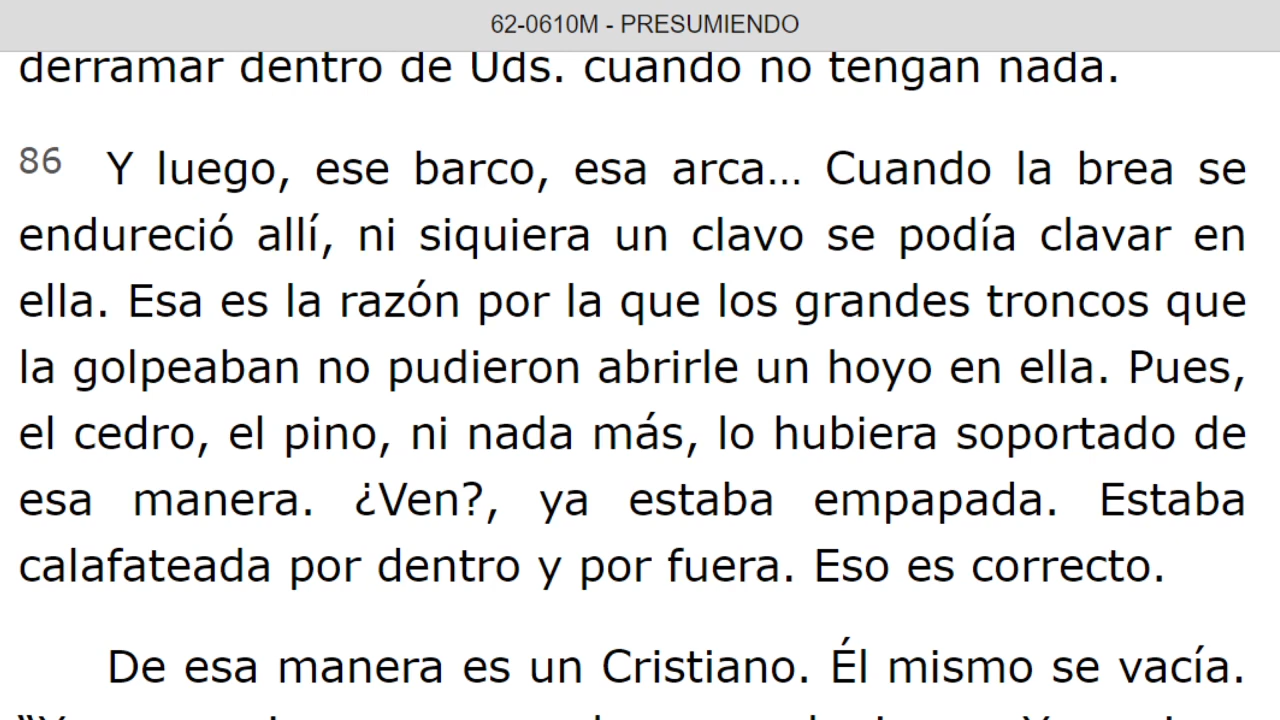 62-0610M - PRESUMIENDO
derramar dentro de Uds. cuando no tengan nada.
86 Y luego, ese barco, esa arca... Cuando la brea se
endureció allí, ni siquiera un clavo se podía clavar en
ella. Esa es la razón por la que los grandes troncos que
la golpeaban no pudieron abrirle un hoyo en ella. Pues,
el cedro, el pino, ni nada más, lo hubiera soportado de
esa manera. ¿Ven?, ya estaba empapada. Estaba
calafateada por dentro y por fuera. Eso es correcto.
De esa manera es un Cristiano. Él mismo se vacía.